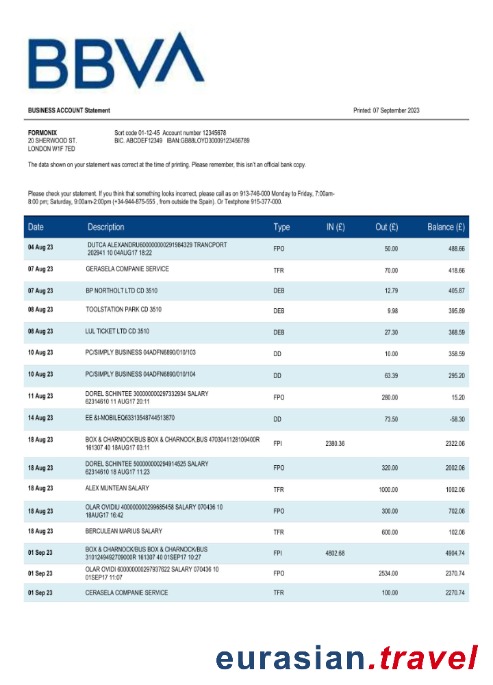 BBVA
BUSINESS ACCOUNT Statement Printed: 07 September 2023
FORMONIX Sort code 01-12-45 Account number 12345678
20 SHERWOOD ST. BIC. ABCDEF12349 IBAN GB88LOYD30009123456789
LONDON W1F 7ED
The data shown on your statement was correct at the time of printing. Please remember, this isn't an official bank copy.
Please check your statement. If you think that something looks incorrect, please call as on 913-746-000 Monday to Friday, 7:00am-
8:00 pm; Saturday, 9:00am-2:00pm (+34-944-875-555 , from outside the Spain). Or Textphone 915-377-000.
Date Description Type IN (£) Out (£) Balance (£)
04 Aug 23 DUTCA ALEXANDRU6000000000291984329 TRANCPORT
202941 10 04AUG17 18:22 FPO 50.00 488.66
07 Aug 23 GERASELA COMPANIE SERVICE TFR 70.00 418.66
07 Aug 23 BP NORTHOLT LTD CD 3510 DEB 12.79 405.87
08 Aug 23 TOOLSTATION PARK CD 3510 DEB 9.98 395.89
08 Aug 23 LUL TICKET LTD CD 3510 DEB 27.30 368.59
10 Aug 23 PC/SIMPLY BUSINESS 04ADFN6890/010/103 DD 10.00 358.59
10 Aug 23 PC/SIMPLY BUSINESS 04ADFN6890/010/104 DD 63.39 295.20
11 Aug 23 DOREL SCHINTEE 300000000297332934 SALARY
62314610 11 AUG17 20:11 FPO 280.00 15.20
14 Aug 23 EE &t-MOBILEQ63313548744513870 DD 73.50 -58.30
18 Aug 23 BOX & CHARNOCK/BUS BOX & CHARNOCK.BUS 4703041128109400R
161307 40 18AUG17 03:11 FPI 2380.36 2322.06
18 Aug 23 DOREL SCHINTEE 500000000294914525 SALARY
62314610 18 AUG17 11:23 FPO 320.00 2002.06
18 Aug 23 ALEX MUNTEAN SALARY TFR 1000.00 1002.06
18 Aug 23 OLAR OVIDIU 400000000299685458 SALARY 070436 10
18AUG17 16:42 FPO 300.00 702.06
18 Aug 23 BERCULEAN MARIUS SALARY TFR 600.00 102.06
01 Sep 23 BOX & CHARNOCK/BUS BOX & CHARNOCK/BUS
3101249492709000R 161307 40 01SEP17 10:27 FPI 4802.68 4904.74
01 Sep 23 OLAR OVIDI 600000000297937622 SALARY 070436 10
01SEP17 11:07 FPO 2534.00 2370.74
01 Sep 23 CERASELA COMPANIE SERVICE TFR 100.00 2270.74
eurasian.travel